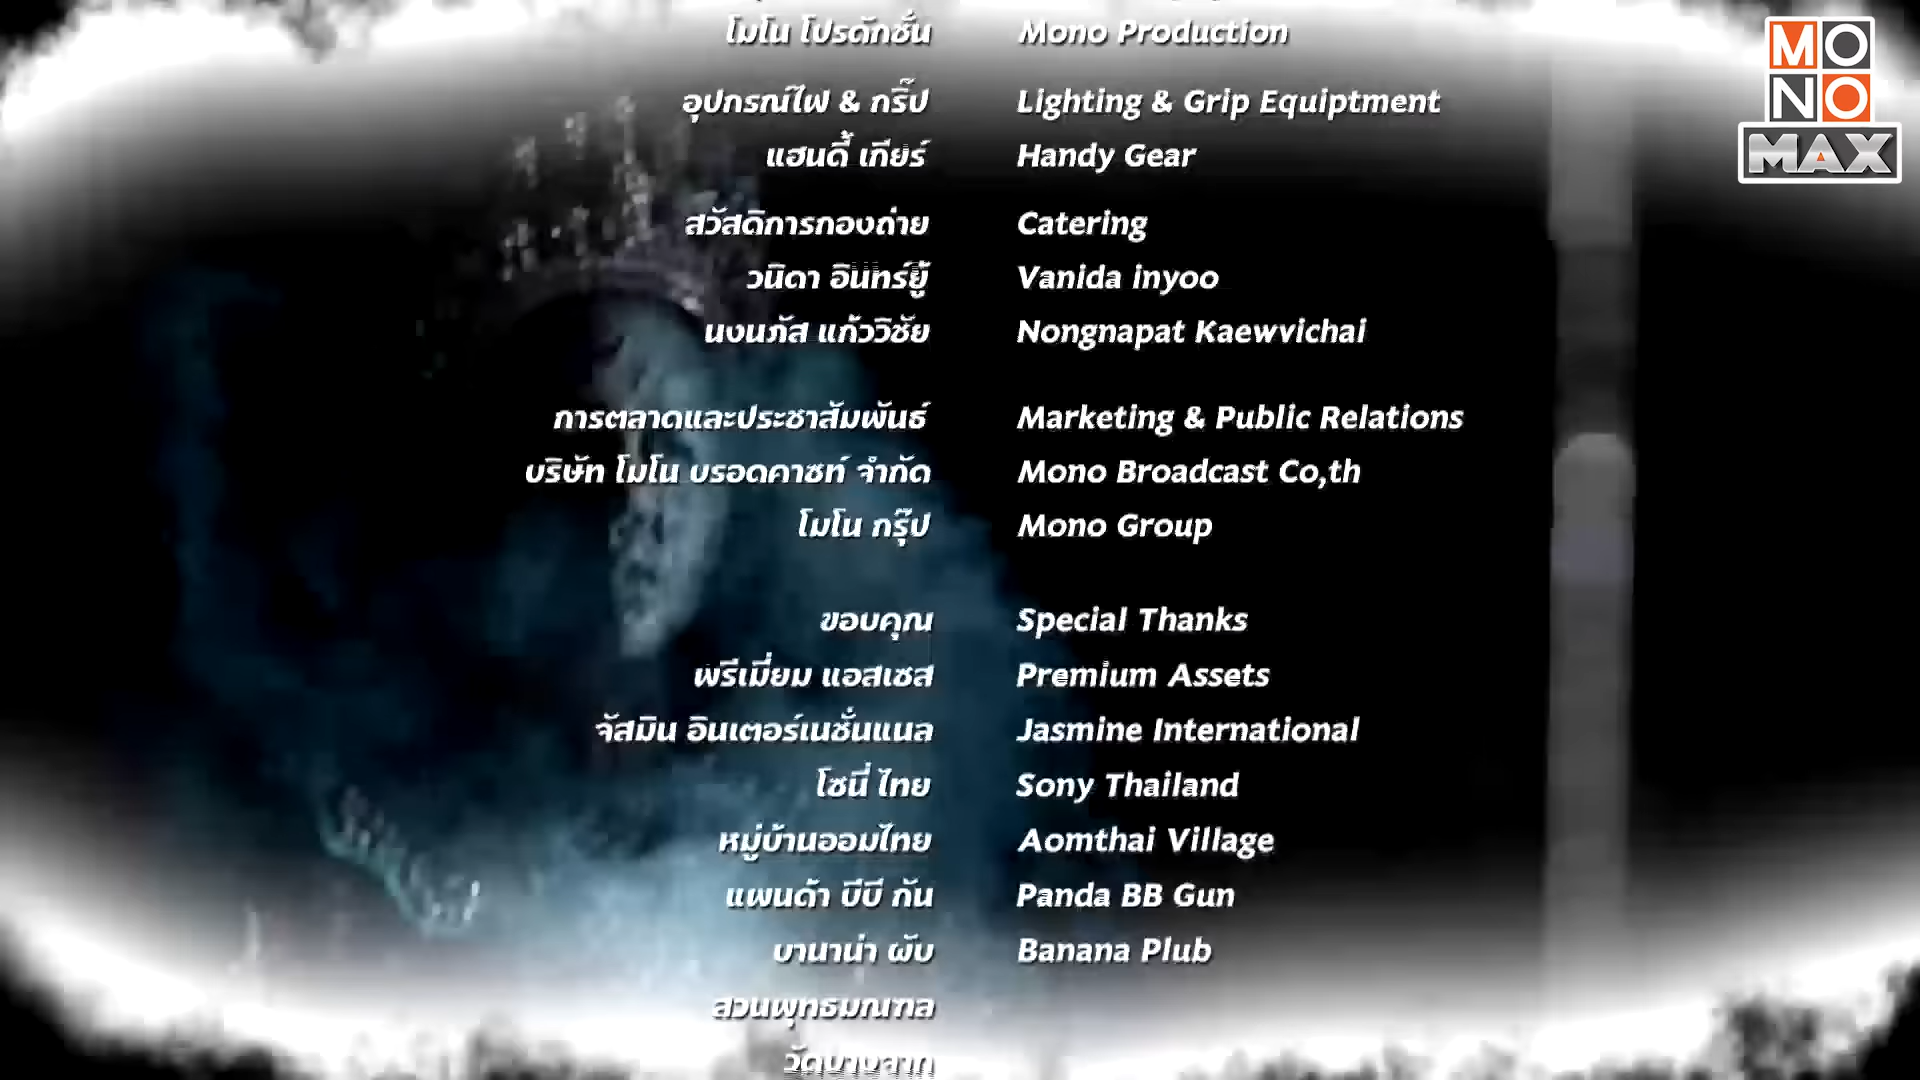 โมโน โปรดักชั่น Mono Production
MONO
MAX
อุปกรณ์ไฟ & กริ๊ป Lighting & Grip Equiptment
แฮนดี้ เกียร์ Handy Gear
สวัสดิการกองถ่าย Catering
วนิดา อินทร์ยู้ Vanida inyoo
นงนภัส แก้ววิชัย Nongnapat Kaewvichai
การตลาดและประชาสัมพันธ์ Marketing & Public Relations
บริษัท โมโน บรอดคาซท์ จำกัด Mono Broadcast Co,th
โมโน กรุ๊ป Mono Group
ขอบคุณ Special Thanks
พรีเมี่ยม แอสเซส Premium Assets
จัสมิน อินเตอร์เนชั่นแนล Jasmine International
โซนี่ ไทย Sony Thailand
หมู่บ้านออมไทย Aomthai Village
แพนด้า บีบี กัน Panda BB Gun
บานาน่า ผับ Banana Plub
สวนพุทธมณฑล